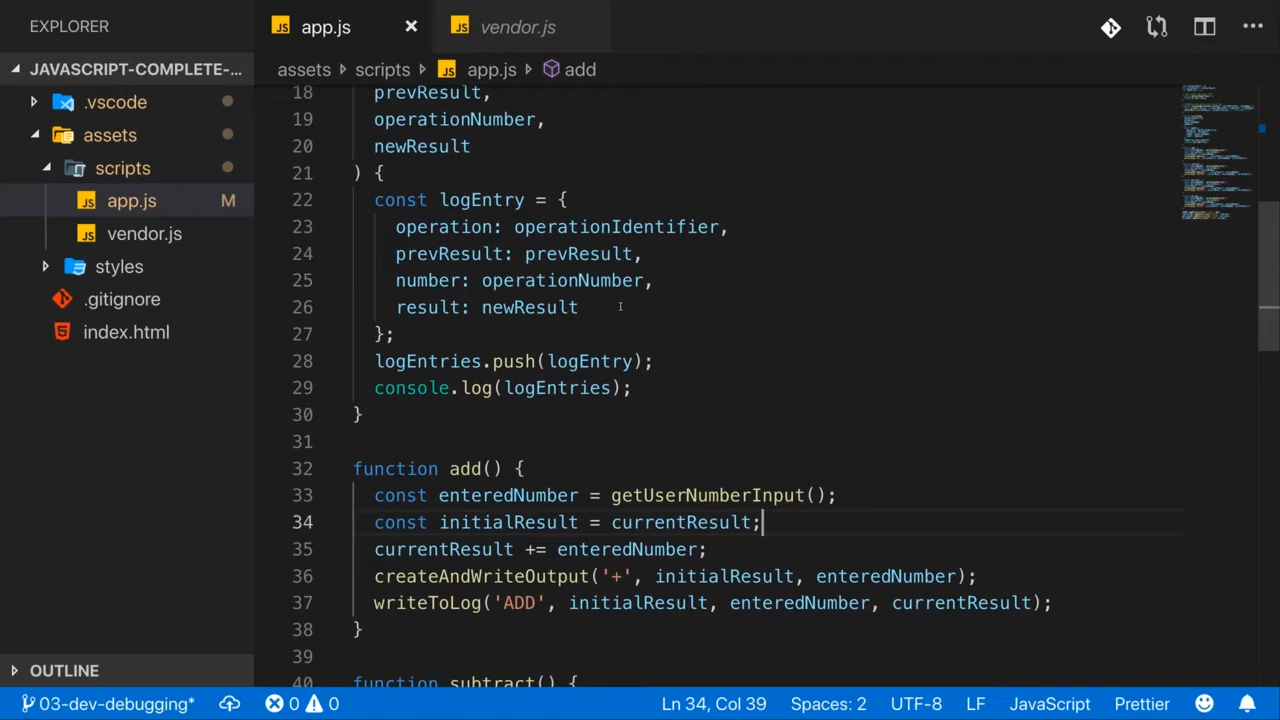 EXPLORER
JAVASCRIPT-COMPLETE-...
.vscode
assets
scripts
JS app.js M
JS vendor.js
styles
.gitignore
index.html
OUTLINE
JS app.js ×
JS vendor.js
assets scripts JS app.js add
18 prevResult,
19 operationNumber,
20 newResult
21 ) {
22 const logEntry = {
23 operation: operationIdentifier,
24 prevResult: prevResult,
25 number: operationNumber,
26 result: newResult
27 };
28 logEntries.push(logEntry);
29 console.log(logEntries);
30 }
31
32 function add() {
33 const enteredNumber = getUserNumberInput();
34 const initialResult = currentResult;
35 currentResult += enteredNumber;
36 createAndWriteOutput('+', initialResult, enteredNumber);
37 writeToLog('ADD', initialResult, enteredNumber, currentResult);
38 }
39
40 function subtract() {
03-dev-debugging* 0 0 Ln 34, Col 39 Spaces: 2 UTF-8 LF JavaScript Prettier